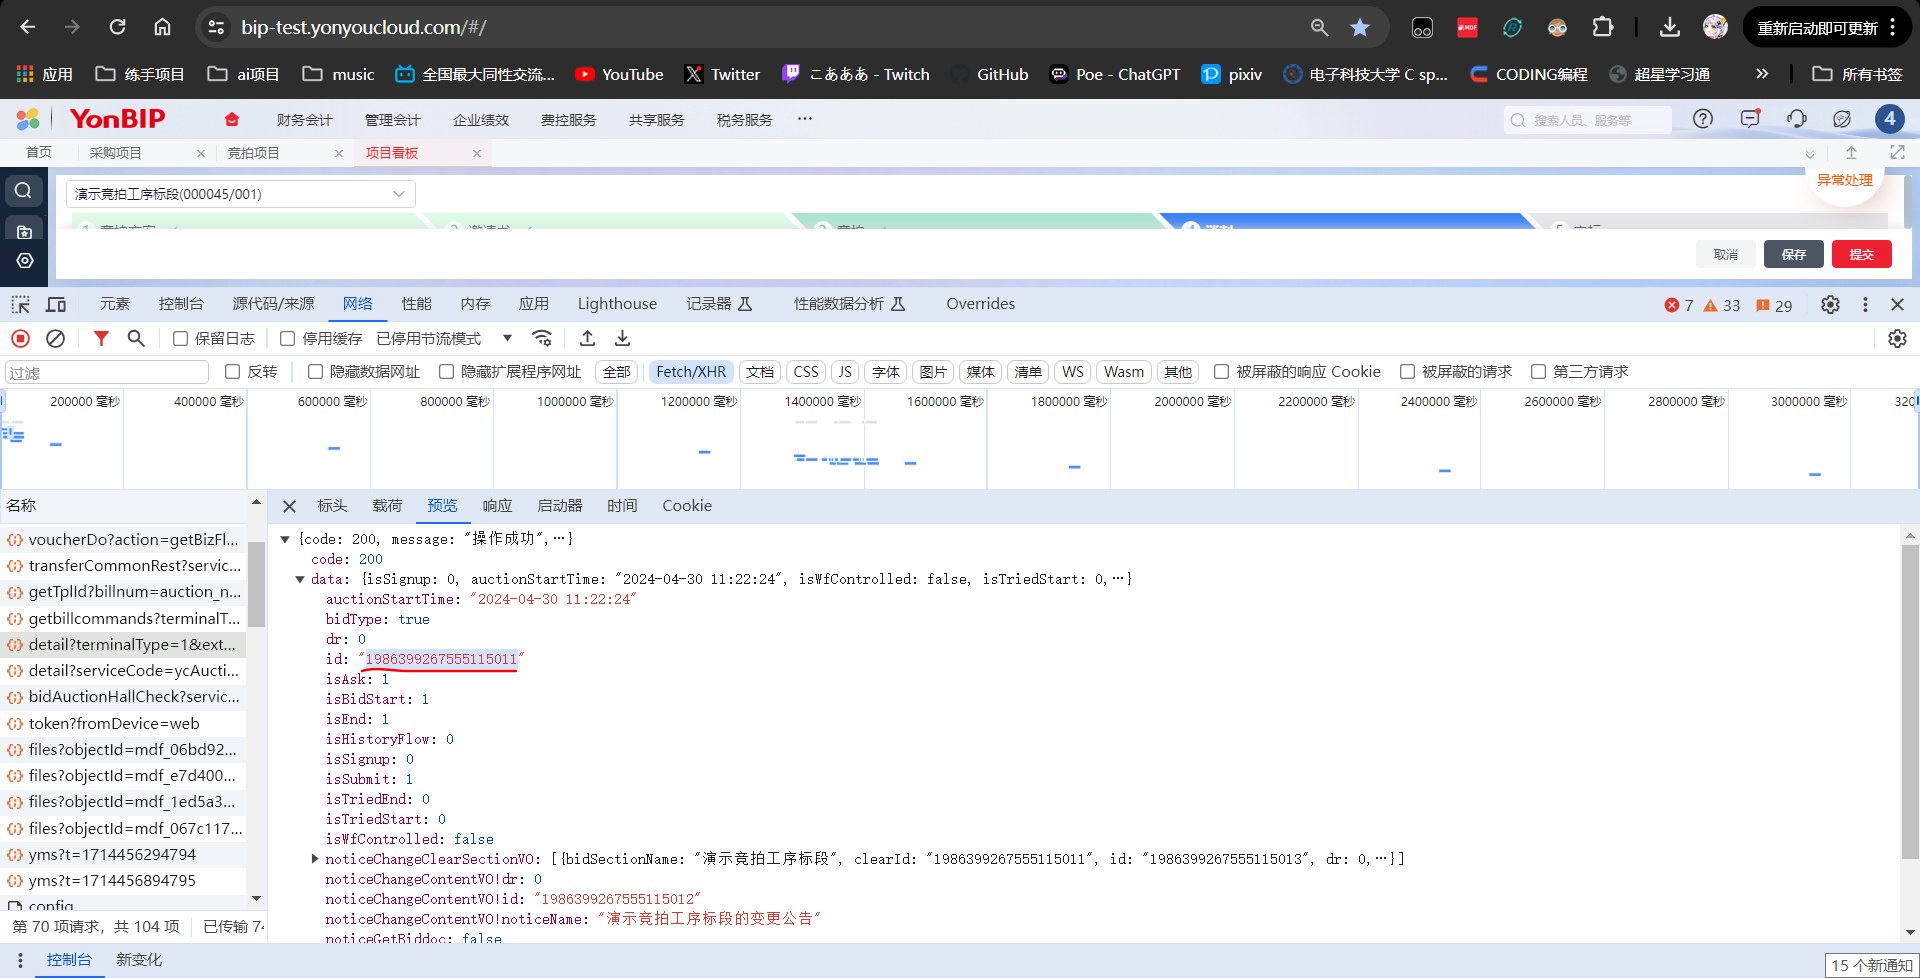 bip-test.yonyoucloud.com/#/
重新启动即可更新
应用 练手项目 ai项目 music 全国最大同性交流... YouTube Twitter こあああ - Twitch GitHub Poe - ChatGPT pixiv 电子科技大学 C sp... CODING编程 超星学习通 » 所有书签
YonBIP 财务会计 管理会计 企业绩效 费控服务 共享服务 税务服务 ··· 搜索人员、服务等 4
首页 采购项目 × 竞拍项目 × 项目看板 ×
异常处理
演示竞拍工序标段(000045/001)
取消 保存 提交
元素 控制台 源代码/来源 网络 性能 内存 应用 Lighthouse 记录器 性能数据分析 Overrides 7 33 29
保留日志 停用缓存 已停用节流模式
过滤 反转 隐藏数据网址 隐藏扩展程序网址 全部 Fetch/XHR 文档 CSS JS 字体 图片 媒体 清单 WS Wasm 其他 被屏蔽的响应 Cookie 被屏蔽的请求 第三方请求
200000 毫秒 400000 毫秒 600000 毫秒 800000 毫秒 1000000 毫秒 1200000 毫秒 1400000 毫秒 1600000 毫秒 1800000 毫秒 2000000 毫秒 2200000 毫秒 2400000 毫秒 2600000 毫秒 2800000 毫秒 3000000 毫秒 320
名称
voucherDo?action=getBizFl...
transferCommonRest?servic...
getTplId?billnum=auction_n...
getbillcommands?terminalT...
detail?terminalType=1&ext...
detail?serviceCode=ycAucti...
bidAuctionHallCheck?servic...
token?fromDevice=web
files?objectId=mdf_06bd92...
files?objectId=mdf_e7d400...
files?objectId=mdf_1ed5a3...
files?objectId=mdf_067c117...
yms?t=1714456294794
yms?t=1714456894795
config
第 70 项请求，共 104 项 已传输 74
标头 载荷 预览 响应 启动器 时间 Cookie
{code: 200, message: "操作成功",…}
code: 200
data: {isSignup: 0, auctionStartTime: "2024-04-30 11:22:24", isWfControlled: false, isTriedStart: 0,…}
auctionStartTime: "2024-04-30 11:22:24"
bidType: true
dr: 0
id: "1986399267555115011"
isAsk: 1
isBidStart: 1
isEnd: 1
isHistoryFlow: 0
isSignup: 0
isSubmit: 1
isTriedEnd: 0
isTriedStart: 0
isWfControlled: false
noticeChangeClearSectionVO: [{bidSectionName: "演示竞拍工序标段", clearId: "1986399267555115011", id: "1986399267555115013", dr: 0,…}]
noticeChangeContentVO!dr: 0
noticeChangeContentVO!id: "1986399267555115012"
noticeChangeContentVO!noticeName: "演示竞拍工序标段的变更公告"
noticeGetBiddoc: false
控制台 新变化
15 个新通知